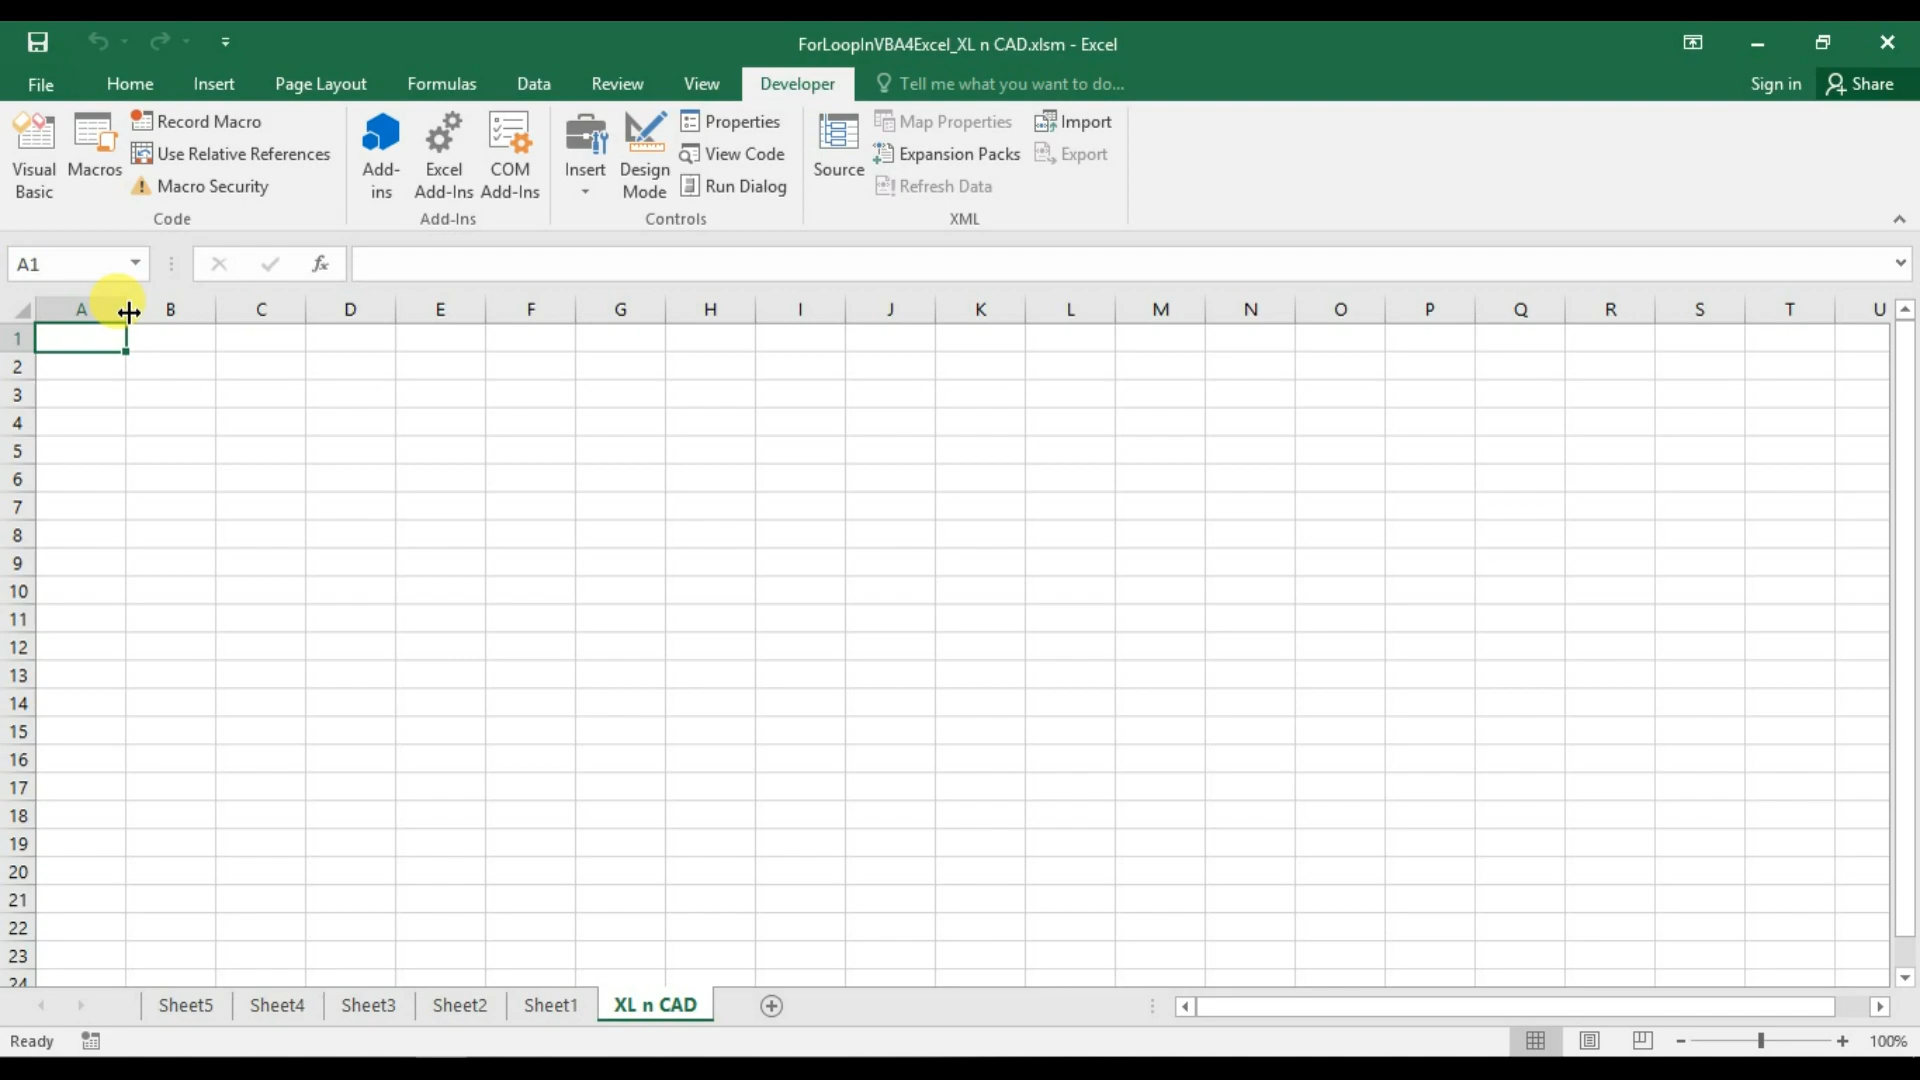 ForLoopInVBA4Excel_XL n CAD.xlsm - Excel
File Home Insert Page Layout Formulas Data Review View Developer Tell me what you want to do... Sign in Share
Visual Basic
Macros
Record Macro
Use Relative References
Macro Security
Code
Add-ins
Excel Add-Ins
COM Add-Ins
Add-Ins
Insert
Design Mode
Properties
View Code
Run Dialog
Controls
Source
Map Properties
Expansion Packs
Refresh Data
Import
Export
XML
A1 fx
A B C D E F G H I J K L M N O P Q R S T U
1
2
3
4
5
6
7
8
9
10
11
12
13
14
15
16
17
18
19
20
21
22
23
24
Sheet5 Sheet4 Sheet3 Sheet2 Sheet1 XL n CAD
Ready 100%